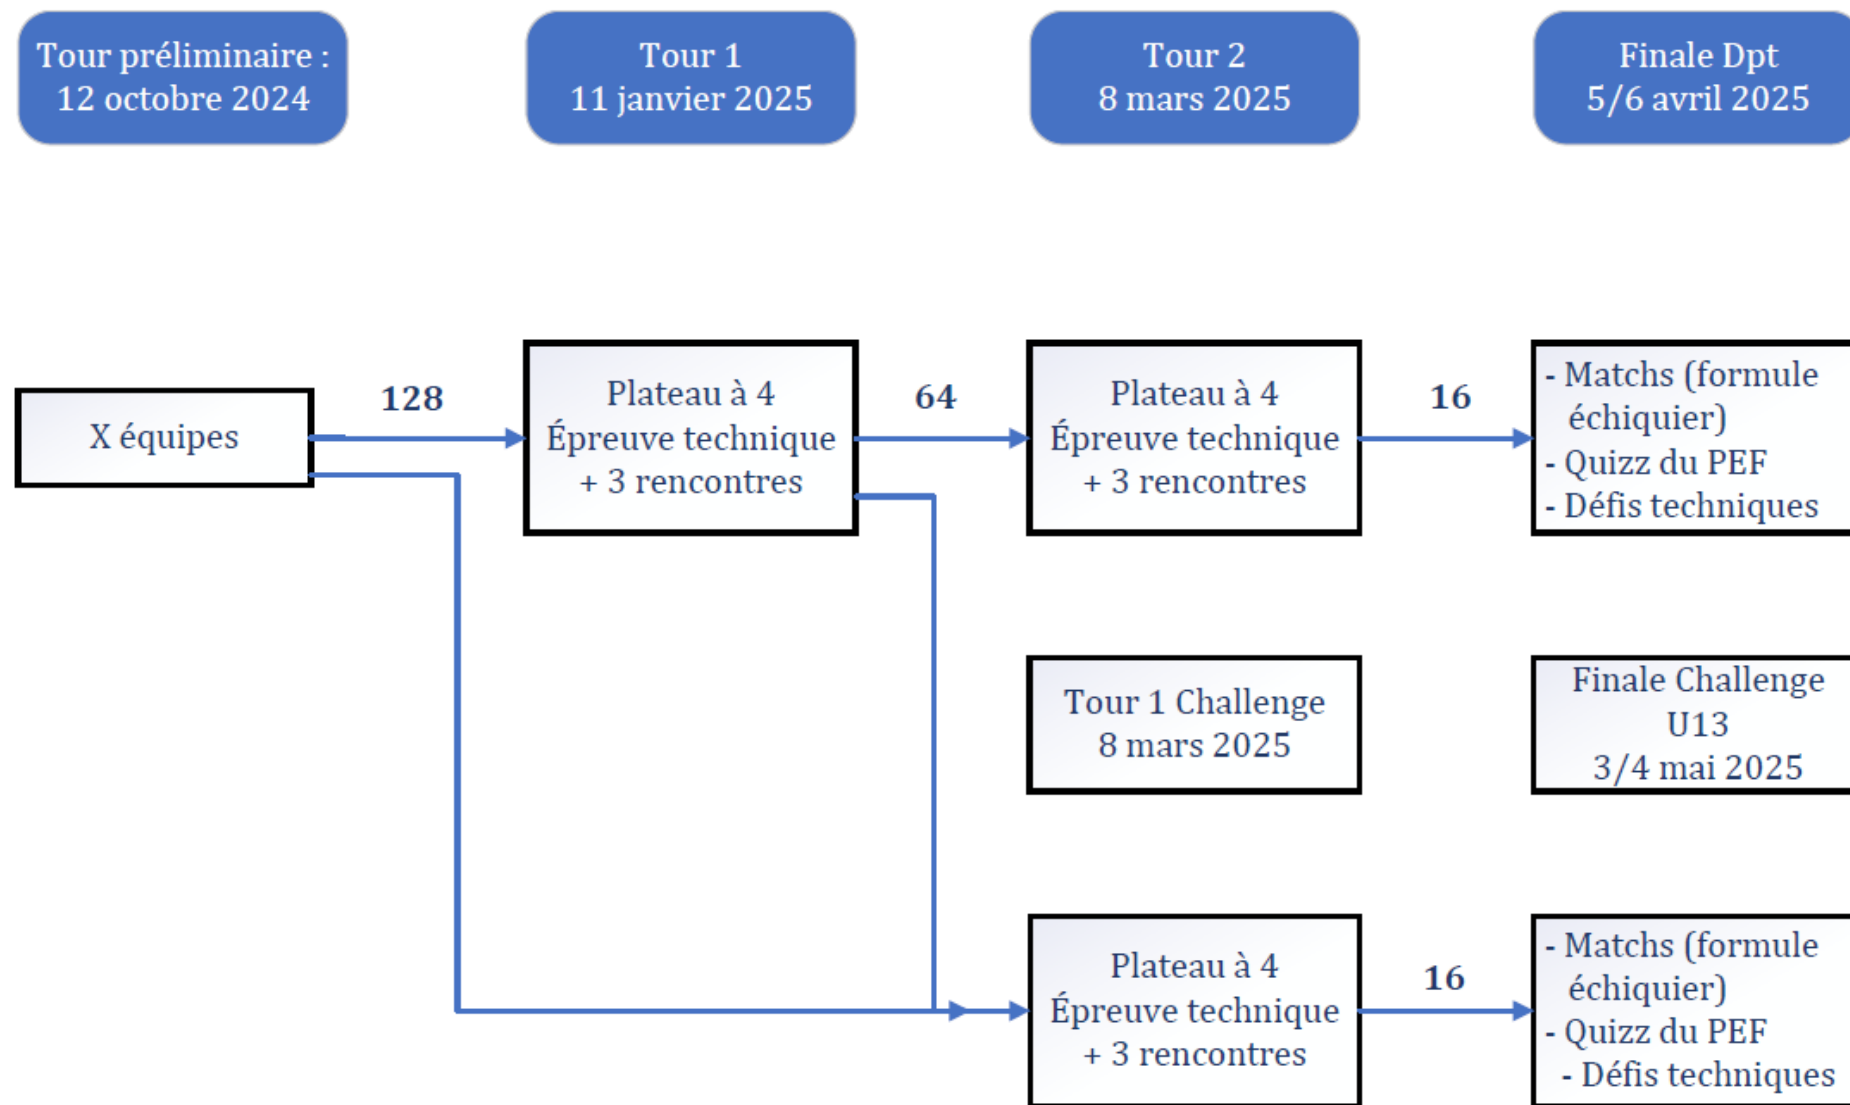 Tour préliminaire :
12 octobre 2024
Tour 1
11 janvier 2025
Tour 2
8 mars 2025
Finale Dpt
5/6 avril 2025
X équipes
128
Plateau à 4
Épreuve technique
+ 3 rencontres
64
Plateau à 4
Épreuve technique
+ 3 rencontres
16
- Matchs (formule
échiquier)
- Quizz du PEF
- Défis techniques
Tour 1 Challenge
8 mars 2025
Finale Challenge
U13
3/4 mai 2025
Plateau à 4
Épreuve technique
+ 3 rencontres
16
- Matchs (formule
échiquier)
- Quizz du PEF
- Défis techniques